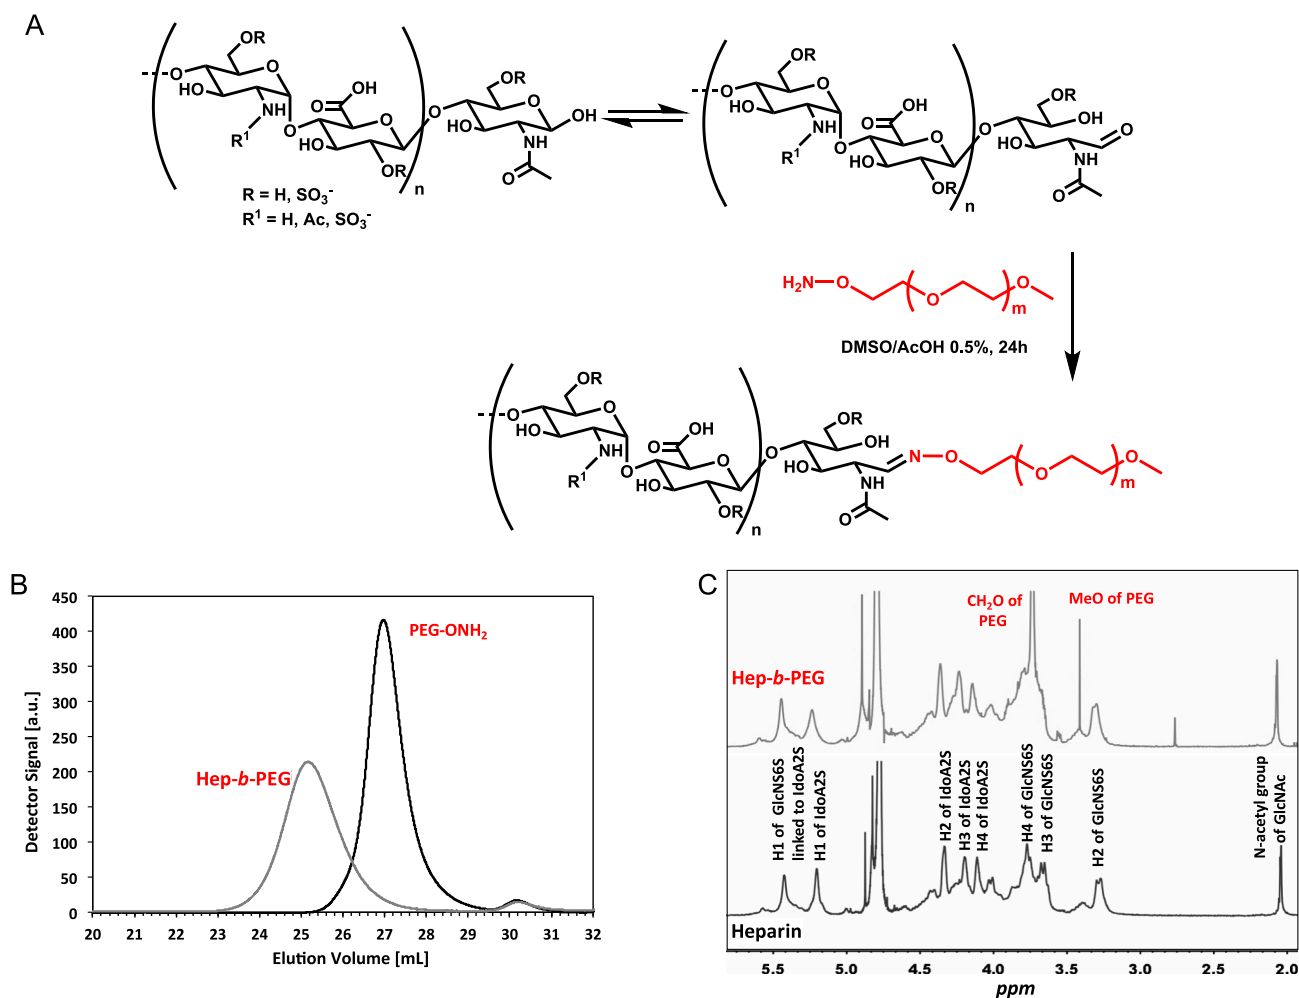 A
OR
O
O
HO
NH
R¹
O
O
OH
O
HO
OR
n
O
OR
O
HO
OH
NH
O
R = H, SO₃⁻
R¹ = H, Ac, SO₃⁻
OR
O
O
HO
NH
R¹
O
O
OH
O
HO
OR
n
O
OR
OH
HO
O
NH
O
H₂N
O
O
m
O
DMSO/AcOH 0.5%, 24h
OR
O
O
HO
NH
R¹
O
O
OH
O
HO
OR
n
O
OR
OH
HO
NH
O
N
O
O
m
O
B
450
400
350
300
250
200
150
100
50
0
Detector Signal [a.u.]
PEG-ONH₂
Hep-b-PEG
20 21 22 23 24 25 26 27 28 29 30 31 32
Elution Volume [mL]
C
CH₂O of
PEG
MeO of PEG
Hep-b-PEG
H1 of GlcNS6S
linked to IdoA2S
H1 of IdoA2S
H2 of IdoA2S
H3 of IdoA2S
H4 of IdoA2S
H4 of GlcNS6S
H3 of GlcNS6S
H2 of GlcNS6S
N-acetyl group
of GlcNAc
Heparin
5.5 5.0 4.5 4.0 3.5 3.0 2.5 2.0
ppm